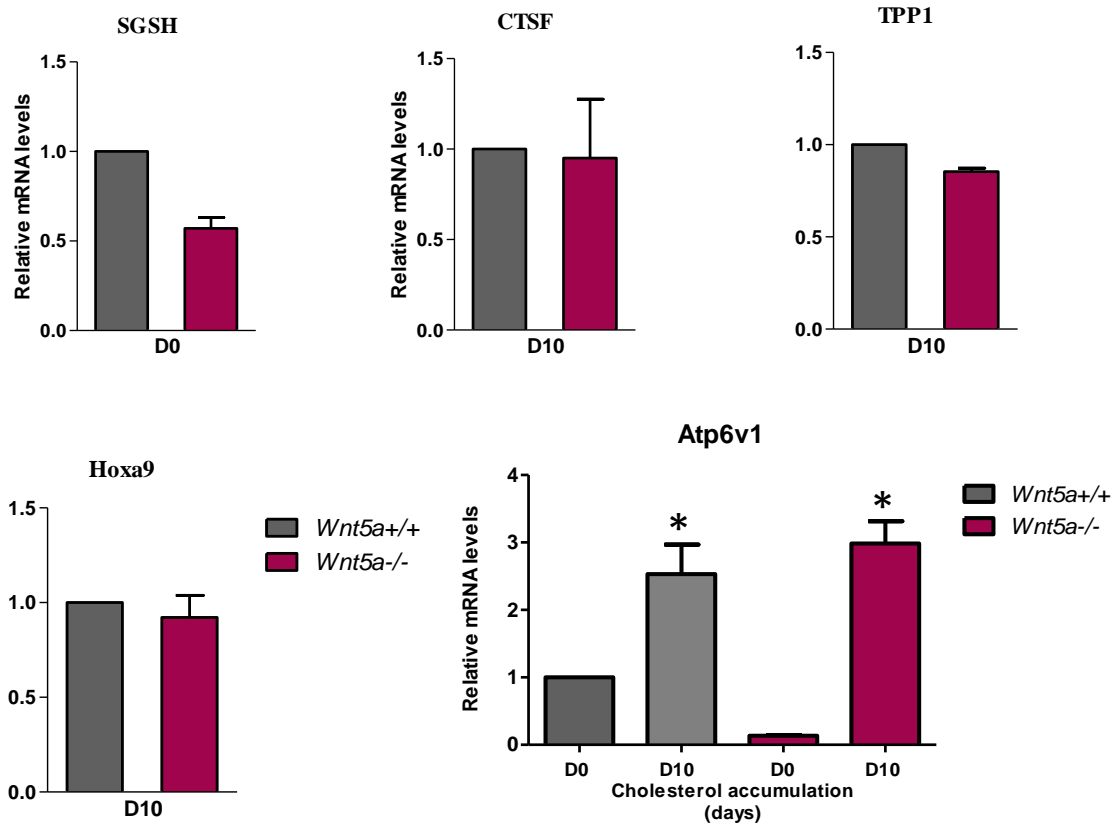 SGSH
Relative mRNA levels
1.5
1.0
0.5
0.0
D0
CTSF
Relative mRNA levels
1.5
1.0
0.5
0.0
D10
TPP1
1.5
1.0
0.5
0.0
D10
Hoxa9
1.5
1.0
0.5
0.0
D10
Wnt5a+/+
Wnt5a-/-
Atp6v1
Relative mRNA levels
4
3
2
1
0
*
*
D0 D10 D0 D10
Cholesterol accumulation
(days)
Wnt5a+/+
Wnt5a-/-